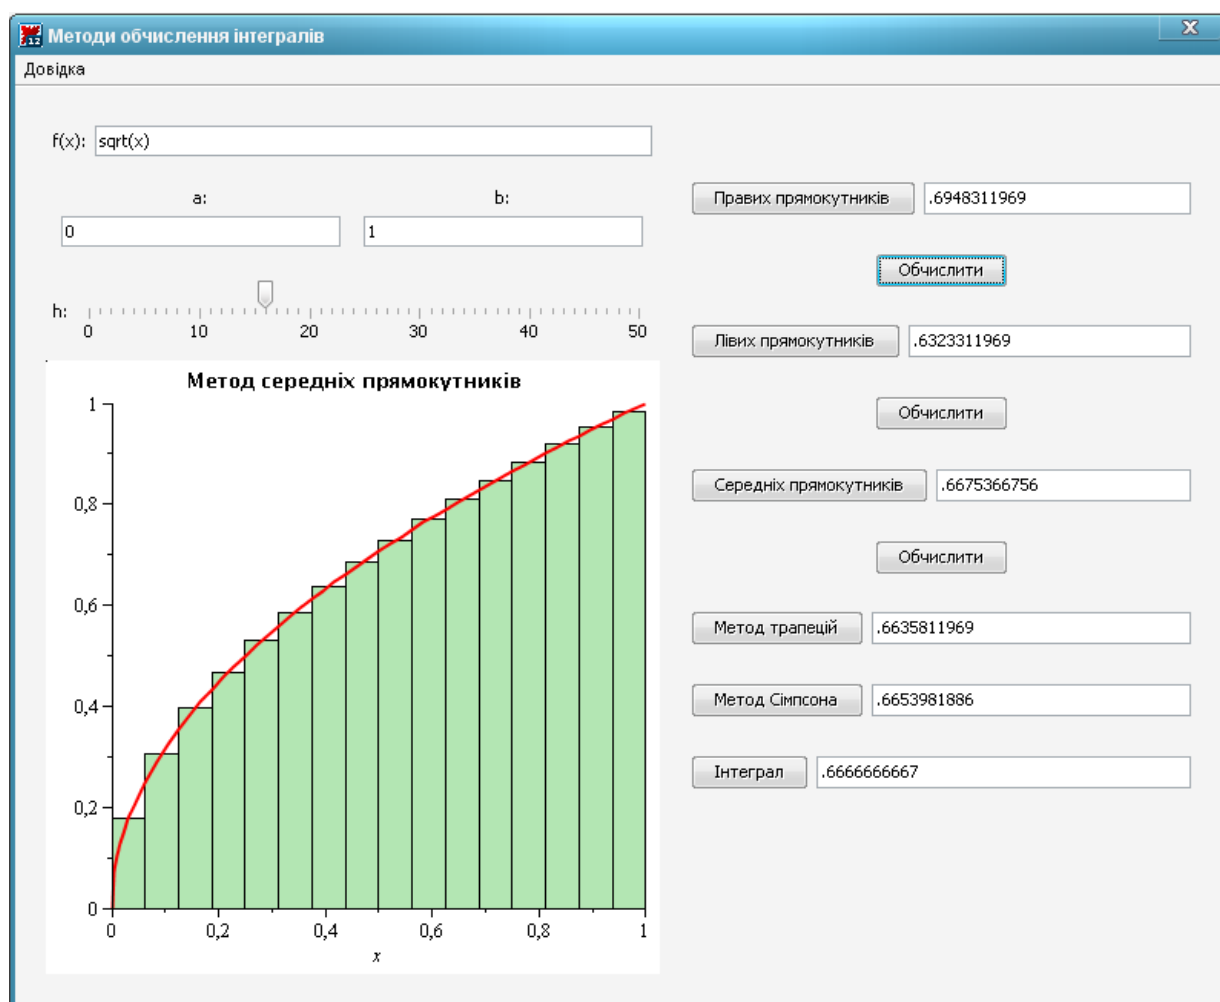 Методи обчислення інтегралів
Довідка
f(x): sqrt(x)
a: b:
0 1
h:
0 10 20 30 40 50
Метод середніх прямокутників
1
0,8
0,6
0,4
0,2
0
0 0,2 0,4 0,6 0,8 1
x
Правих прямокутників .6948311969
Обчислити
Лівих прямокутників .6323311969
Обчислити
Середніх прямокутників .6675366756
Обчислити
Метод трапецій .6635811969
Метод Сімпсона .6653981886
Інтеграл .6666666667